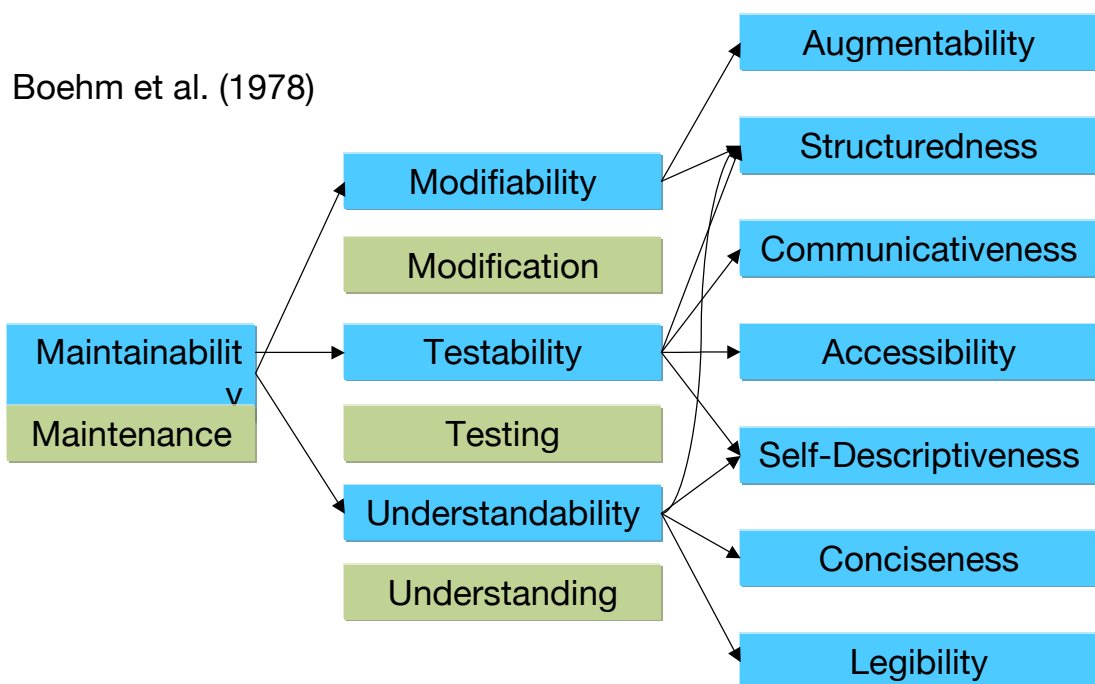 Boehm et al. (1978)
Maintainabilit
y
Maintenance
Modifiability
Modification
Testability
Testing
Understandability
Understanding
Augmentability
Structuredness
Communicativeness
Accessibility
Self-Descriptiveness
Conciseness
Legibility